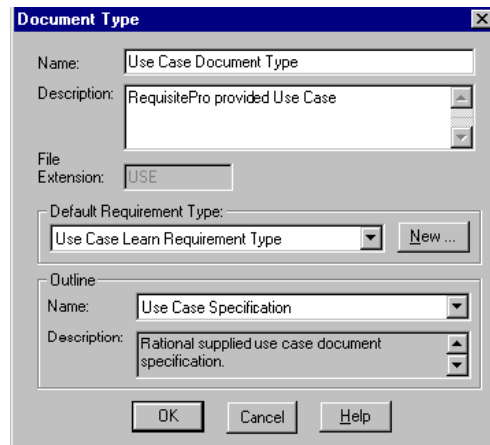 Document Type
Name: Use Case Document Type
Description: RequisitePro provided Use Case
File
Extension: USE
Default Requirement Type:
Use Case Learn Requirement Type New ...
Outline
Name: Use Case Specification
Description: Rational supplied use case document
specification.
OK Cancel Help